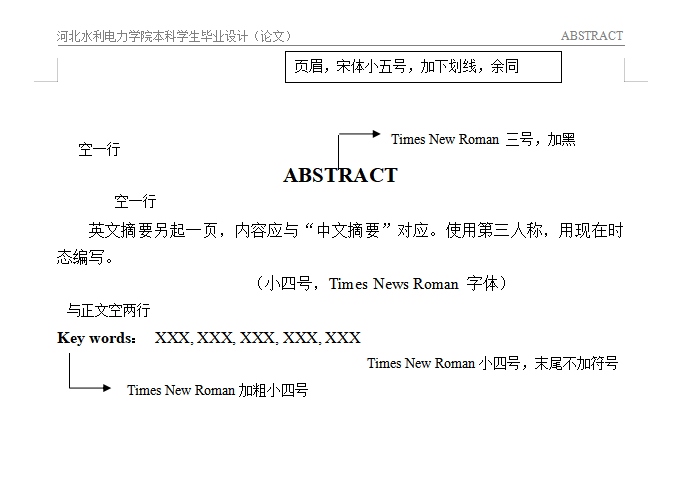 河北水利电力学院本科学生毕业设计（论文） ABSTRACT
页眉，宋体小五号，加下划线，余同
Times New Roman 三号，加黑
空一行
ABSTRACT
空一行
英文摘要另起一页，内容应与“中文摘要”对应。使用第三人称，用现在时
态编写。
（小四号，Times News Roman 字体）
与正文空两行
Key words： XXX, XXX, XXX, XXX, XXX
Times New Roman 小四号，末尾不加符号
Times New Roman 加粗小四号